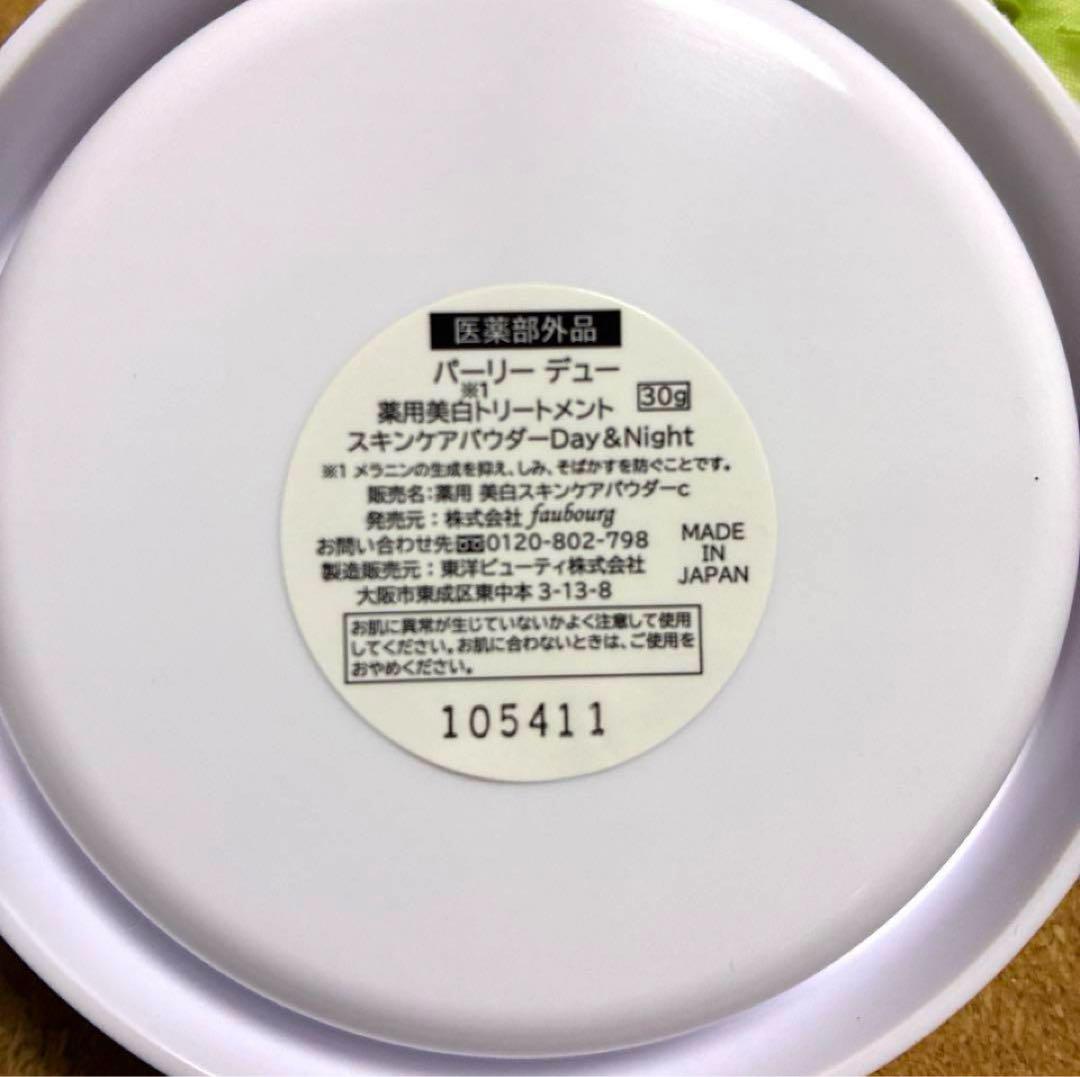 医薬部外品
パーリー デュー
※1
薬用美白トリートメント 30g
スキンケアパウダーDay&Night
※1 メラニンの生成を抑え、しみ、そばかすを防ぐことです。
販売名:薬用 美白スキンケアパウダーc
発売元:株式会社 faubourg
お問い合わせ先 0120-802-798
製造販売元:東洋ビューティ株式会社
大阪市東成区東中本 3-13-8
MADE
IN
JAPAN
お肌に異常が生じていないかよく注意して使用
してください。お肌に合わないときは、ご使用を
おやめください。
105411